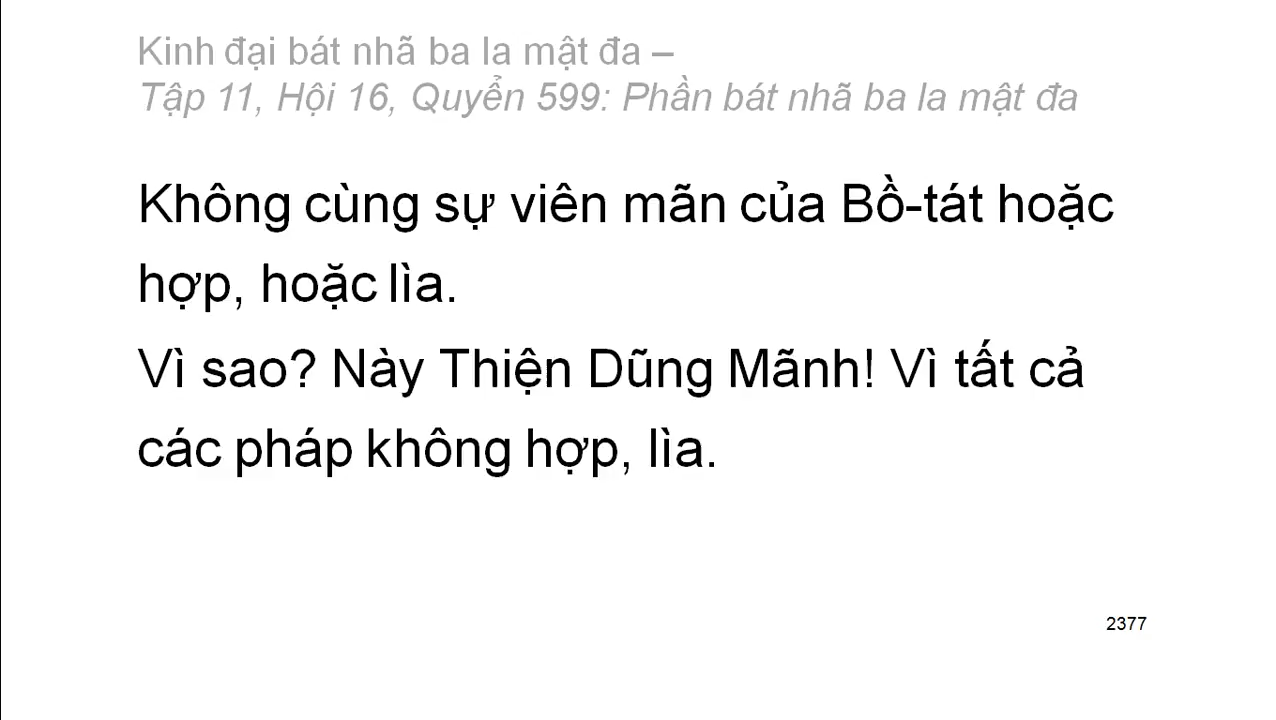 Kinh đại bát nhã ba la mật đa –
Tập 11, Hội 16, Quyển 599: Phần bát nhã ba la mật đa
Không cùng sự viên mãn của Bồ-tát hoặc
hợp, hoặc lìa.
Vì sao? Này Thiện Dũng Mãnh! Vì tất cả
các pháp không hợp, lìa.
2377